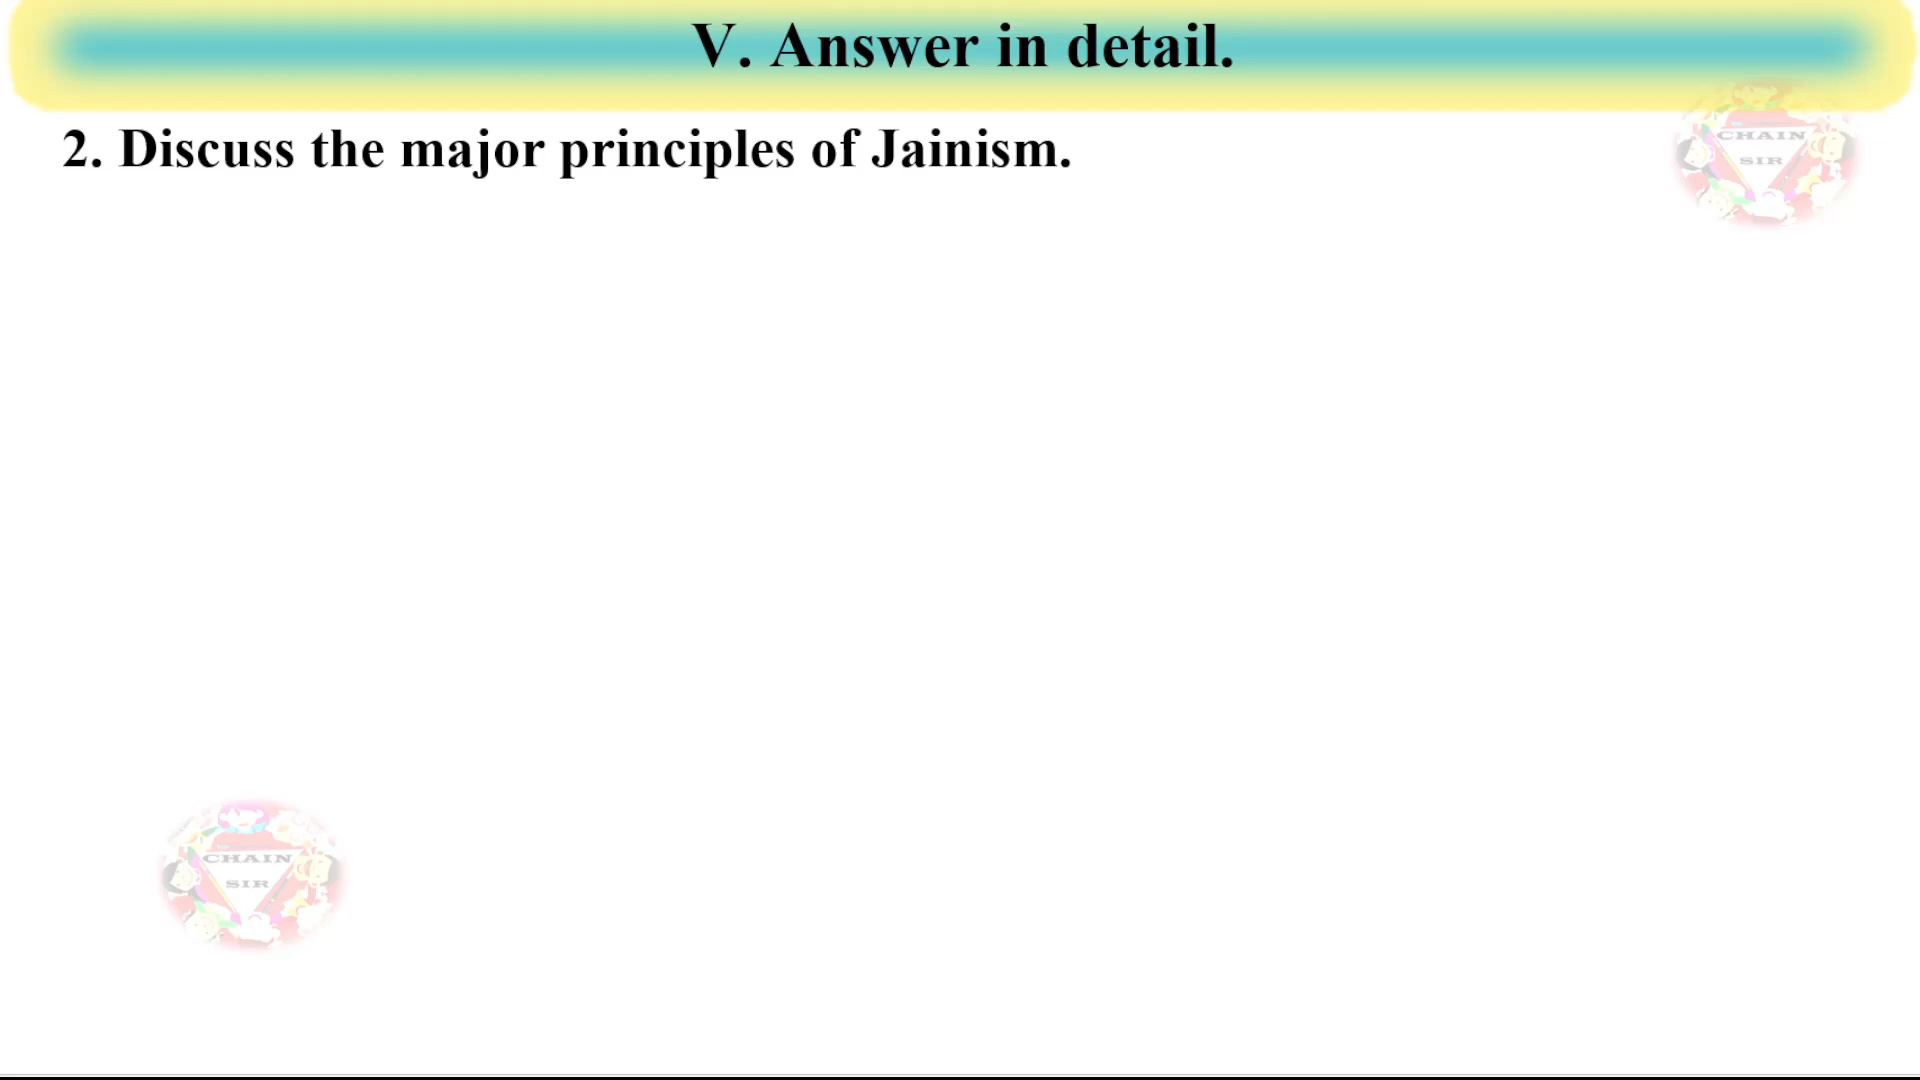 V. Answer in detail.
2. Discuss the major principles of Jainism.
CHAIN
SIR
CHAIN
SIR